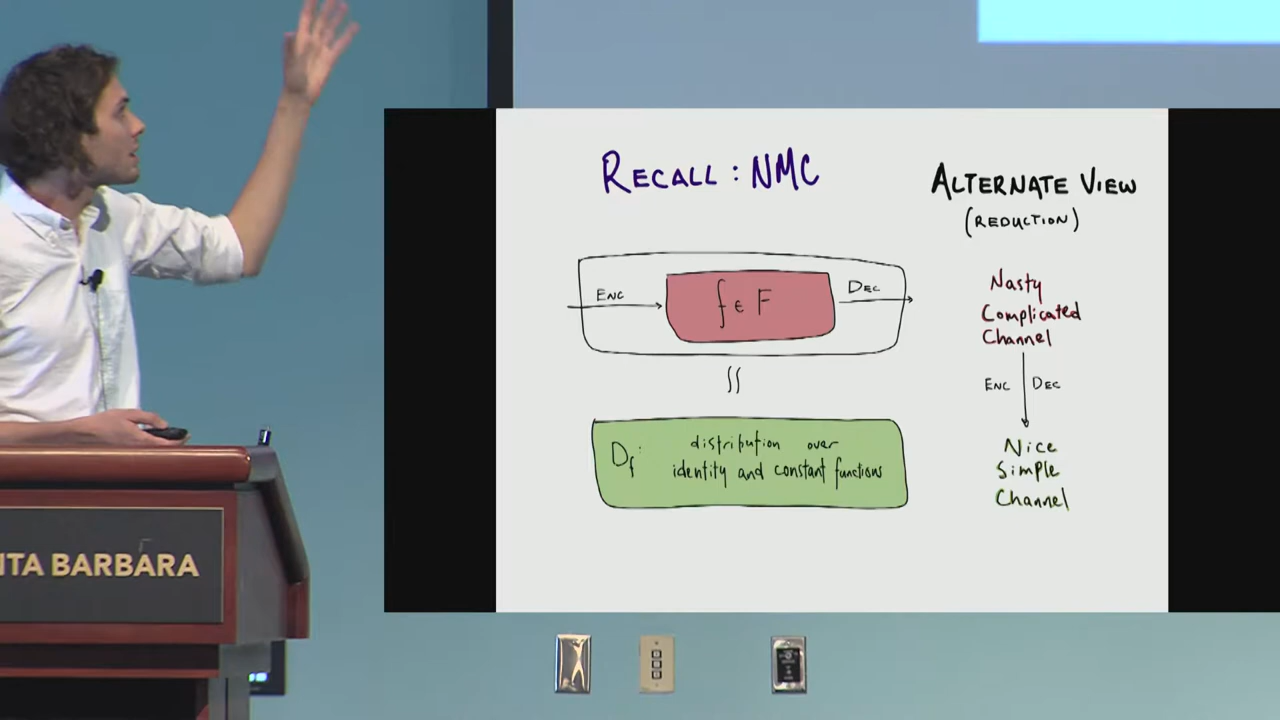 RECALL: NMC
ALTERNATE VIEW
(REDUCTION)
ENC
f ∈ F
DEC
Nasty
Complicated
Channel
ENC DEC
Df: distribution over
identity and constant functions
Nice
Simple
Channel
NTA BARBARA